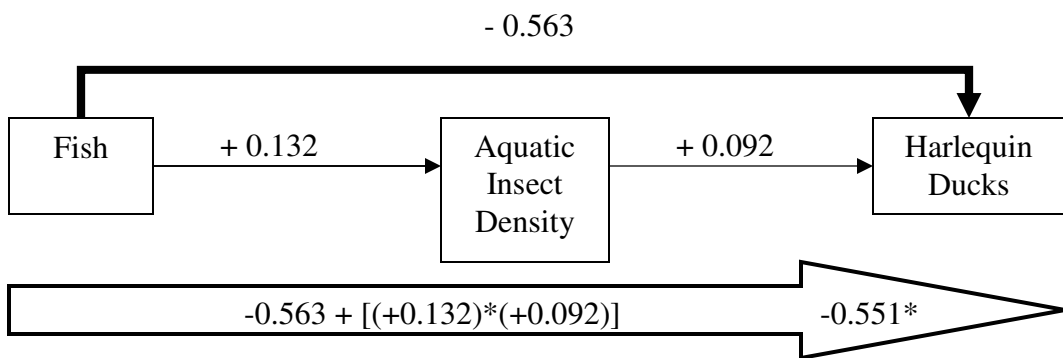 - 0.563
Fish
+ 0.132
Aquatic
Insect
Density
+ 0.092
Harlequin
Ducks
-0.563 + [(+0.132)*(+0.092)]
-0.551*